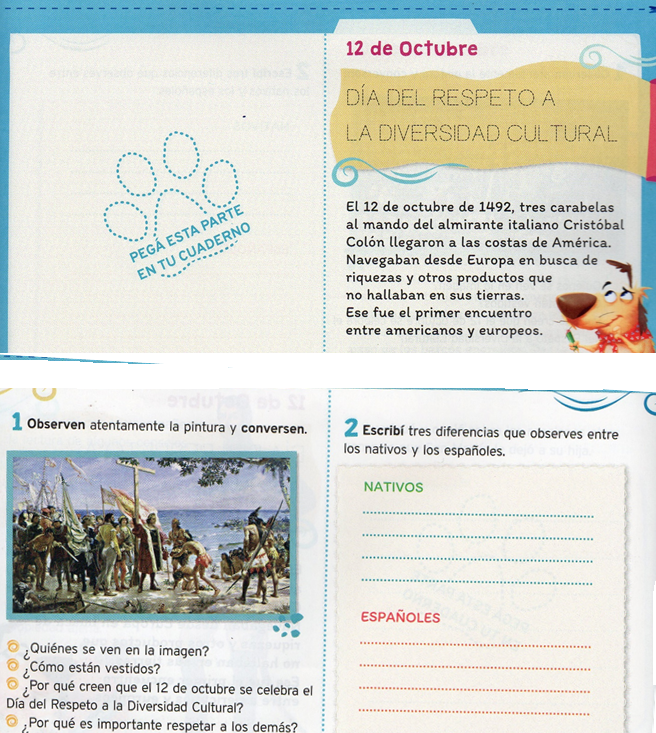 PEGÁ ESTA PARTE
EN TU CUADERNO
12 de Octubre
DÍA DEL RESPETO A
LA DIVERSIDAD CULTURAL
El 12 de octubre de 1492, tres carabelas
al mando del almirante italiano Cristóbal
Colón llegaron a las costas de América.
Navegaban desde Europa en busca de
riquezas y otros productos que
no hallaban en sus tierras.
Ese fue el primer encuentro
entre americanos y europeos.
1 Observen atentamente la pintura y conversen.
¿Quiénes se ven en la imagen?
¿Cómo están vestidos?
¿Por qué creen que el 12 de octubre se celebra el
Día del Respeto a la Diversidad Cultural?
¿Por qué es importante respetar a los demás?
2 Escribí tres diferencias que observes entre
los nativos y los españoles.
NATIVOS
ESPAÑOLES